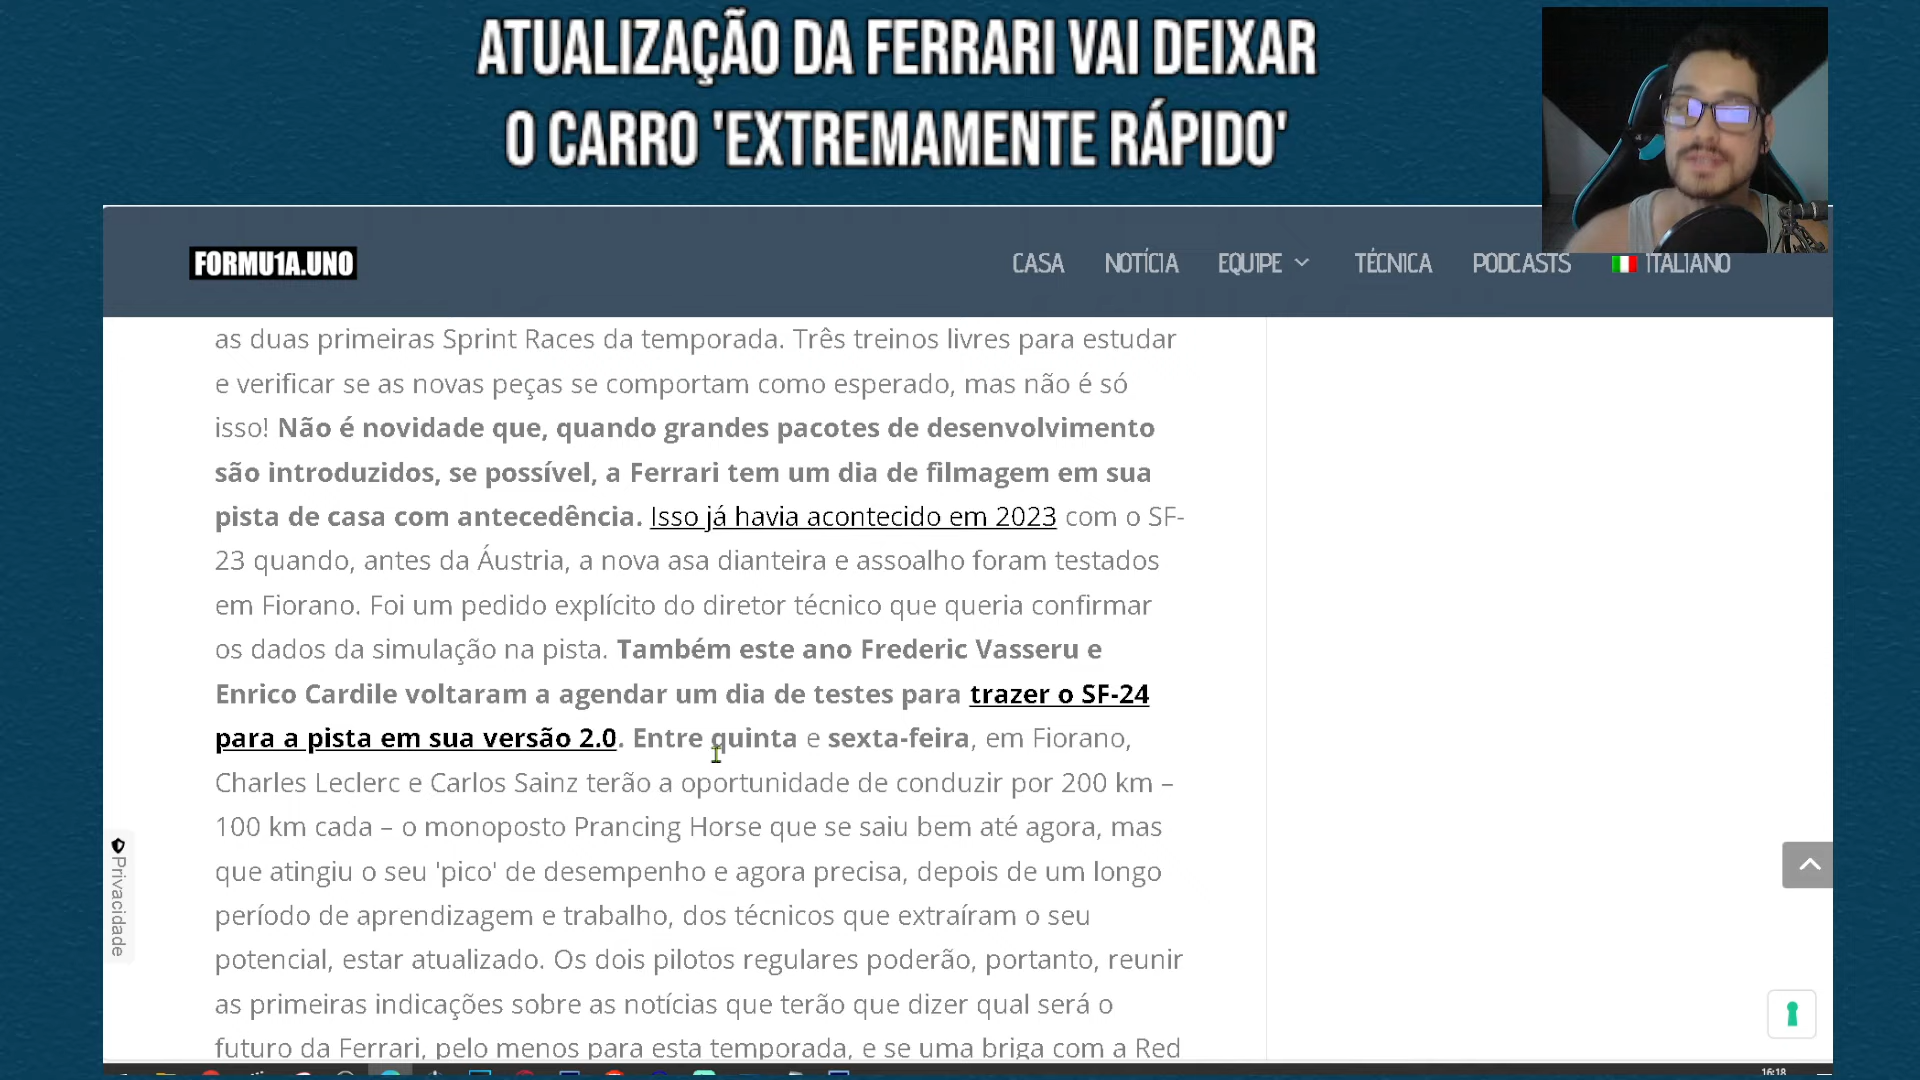 ATUALIZAÇÃO DA FERRARI VAI DEIXAR
O CARRO 'EXTREMAMENTE RÁPIDO'
FORMU1A.UNO
CASA NOTÍCIA EQUIPE TÉCNICA PODCASTS ITALIANO
as duas primeiras Sprint Races da temporada. Três treinos livres para estudar
e verificar se as novas peças se comportam como esperado, mas não é só
isso! Não é novidade que, quando grandes pacotes de desenvolvimento
são introduzidos, se possível, a Ferrari tem um dia de filmagem em sua
pista de casa com antecedência. Isso já havia acontecido em 2023 com o SF-
23 quando, antes da Áustria, a nova asa dianteira e assoalho foram testados
em Fiorano. Foi um pedido explícito do diretor técnico que queria confirmar
os dados da simulação na pista. Também este ano Frederic Vasseru e
Enrico Cardile voltaram a agendar um dia de testes para trazer o SF-24
para a pista em sua versão 2.0. Entre quinta e sexta-feira, em Fiorano,
Charles Leclerc e Carlos Sainz terão a oportunidade de conduzir por 200 km –
100 km cada – o monoposto Prancing Horse que se saiu bem até agora, mas
que atingiu o seu 'pico' de desempenho e agora precisa, depois de um longo
período de aprendizagem e trabalho, dos técnicos que extraíram o seu
potencial, estar atualizado. Os dois pilotos regulares poderão, portanto, reunir
as primeiras indicações sobre as notícias que terão que dizer qual será o
futuro da Ferrari, pelo menos para esta temporada, e se uma briga com a Red
Privacidade
16:18